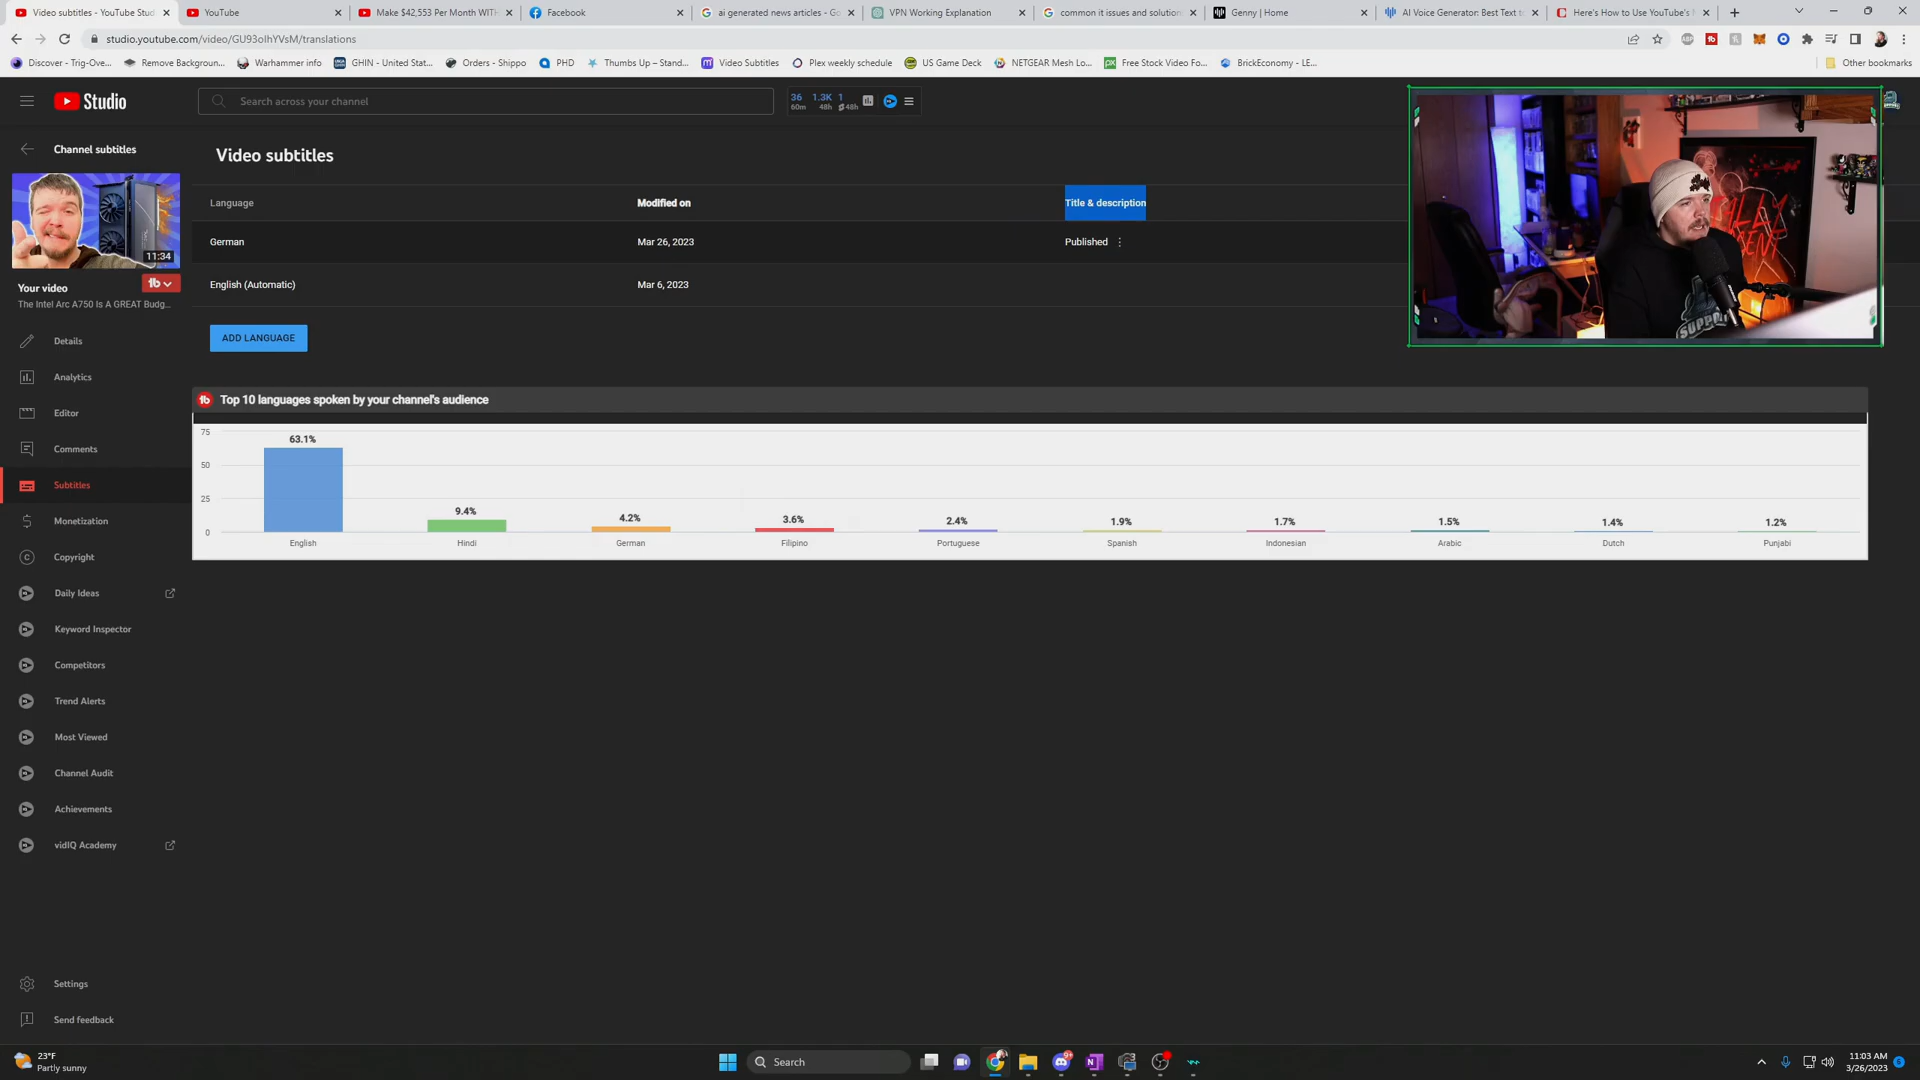 Video subtitles - YouTube Stud
YouTube
Make $42,553 Per Month WITH
Facebook
ai generated news articles - Go
VPN Working Explanation
common it issues and solution
Genny | Home
AI Voice Generator: Best Text t
Here's How to Use YouTube's F
studio.youtube.com/video/GU93oIhYVsM/translations
Discover - Trig-Ove...
Remove Backgroun...
Warhammer info
GHIN - United Stat...
Orders - Shippo
PHD
Thumbs Up – Stand...
Video Subtitles
Plex weekly schedule
US Game Deck
NETGEAR Mesh Lo...
Free Stock Video Fo...
BrickEconomy - LE...
Other bookmarks
Studio
Search across your channel
36 1.3K 1
60m 48h 48h
Channel subtitles
Video subtitles
Language
Modified on
Title & description
German
Mar 26, 2023
Published
11:34
English (Automatic)
Mar 6, 2023
Your video
The Intel Arc A750 Is A GREAT Budg...
ADD LANGUAGE
Details
Analytics
Editor
Comments
Subtitles
Monetization
Copyright
Daily Ideas
Keyword Inspector
Competitors
Trend Alerts
Most Viewed
Channel Audit
Achievements
vidIQ Academy
Settings
Send feedback
Top 10 languages spoken by your channel's audience
75
50
25
0
63.1%
9.4%
4.2%
3.6%
2.4%
1.9%
1.7%
1.5%
1.4%
1.2%
English
Hindi
German
Filipino
Portuguese
Spanish
Indonesian
Arabic
Dutch
Punjabi
SUPPORT
23°F
Partly sunny
Search
9+
11:03 AM
3/26/2023